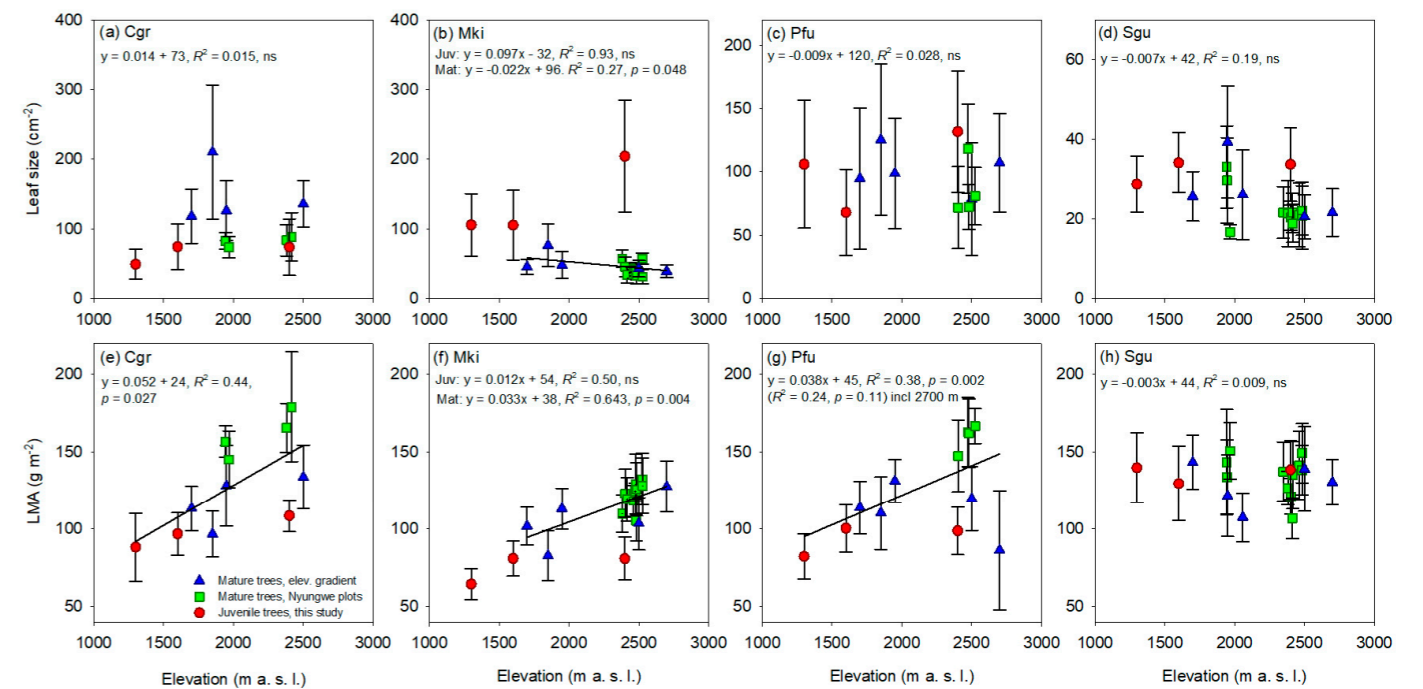 (a) Cgr
y = 0.014 + 73, R² = 0.015, ns
(b) Mki
Juv: y = 0.097x - 32, R² = 0.93, ns
Mat: y = -0.022x + 96. R² = 0.27, p = 0.048
(c) Pfu
y = -0.009x + 120, R² = 0.028, ns
(d) Sgu
y = -0.007x + 42, R² = 0.19, ns
Leaf size (cm⁻²)
400
300
200
100
0
400
300
200
100
0
200
150
100
50
0
60
40
20
0
1000 1500 2000 2500 3000
1000 1500 2000 2500 3000
1000 1500 2000 2500 3000
1000 1500 2000 2500 3000
(e) Cgr
y = 0.052 + 24, R² = 0.44,
p = 0.027
(f) Mki
Juv: y = 0.012x + 54, R² = 0.50, ns
Mat: y = 0.033x + 38, R² = 0.643, p = 0.004
(g) Pfu
y = 0.038x + 45, R² = 0.38, p = 0.002
(R² = 0.24, p = 0.11) incl 2700 m
(h) Sgu
y = -0.003x + 44, R² = 0.009, ns
LMA (g m⁻²)
200
150
100
50
200
150
100
50
200
150
100
50
200
150
100
50
Mature trees, elev. gradient
Mature trees, Nyungwe plots
Juvenile trees, this study
1000 1500 2000 2500 3000
1000 1500 2000 2500 3000
1000 1500 2000 2500 3000
1000 1500 2000 2500 3000
Elevation (m a. s. l.)
Elevation (m a. s. l.)
Elevation (m a. s. l.)
Elevation (m a. s. l.)